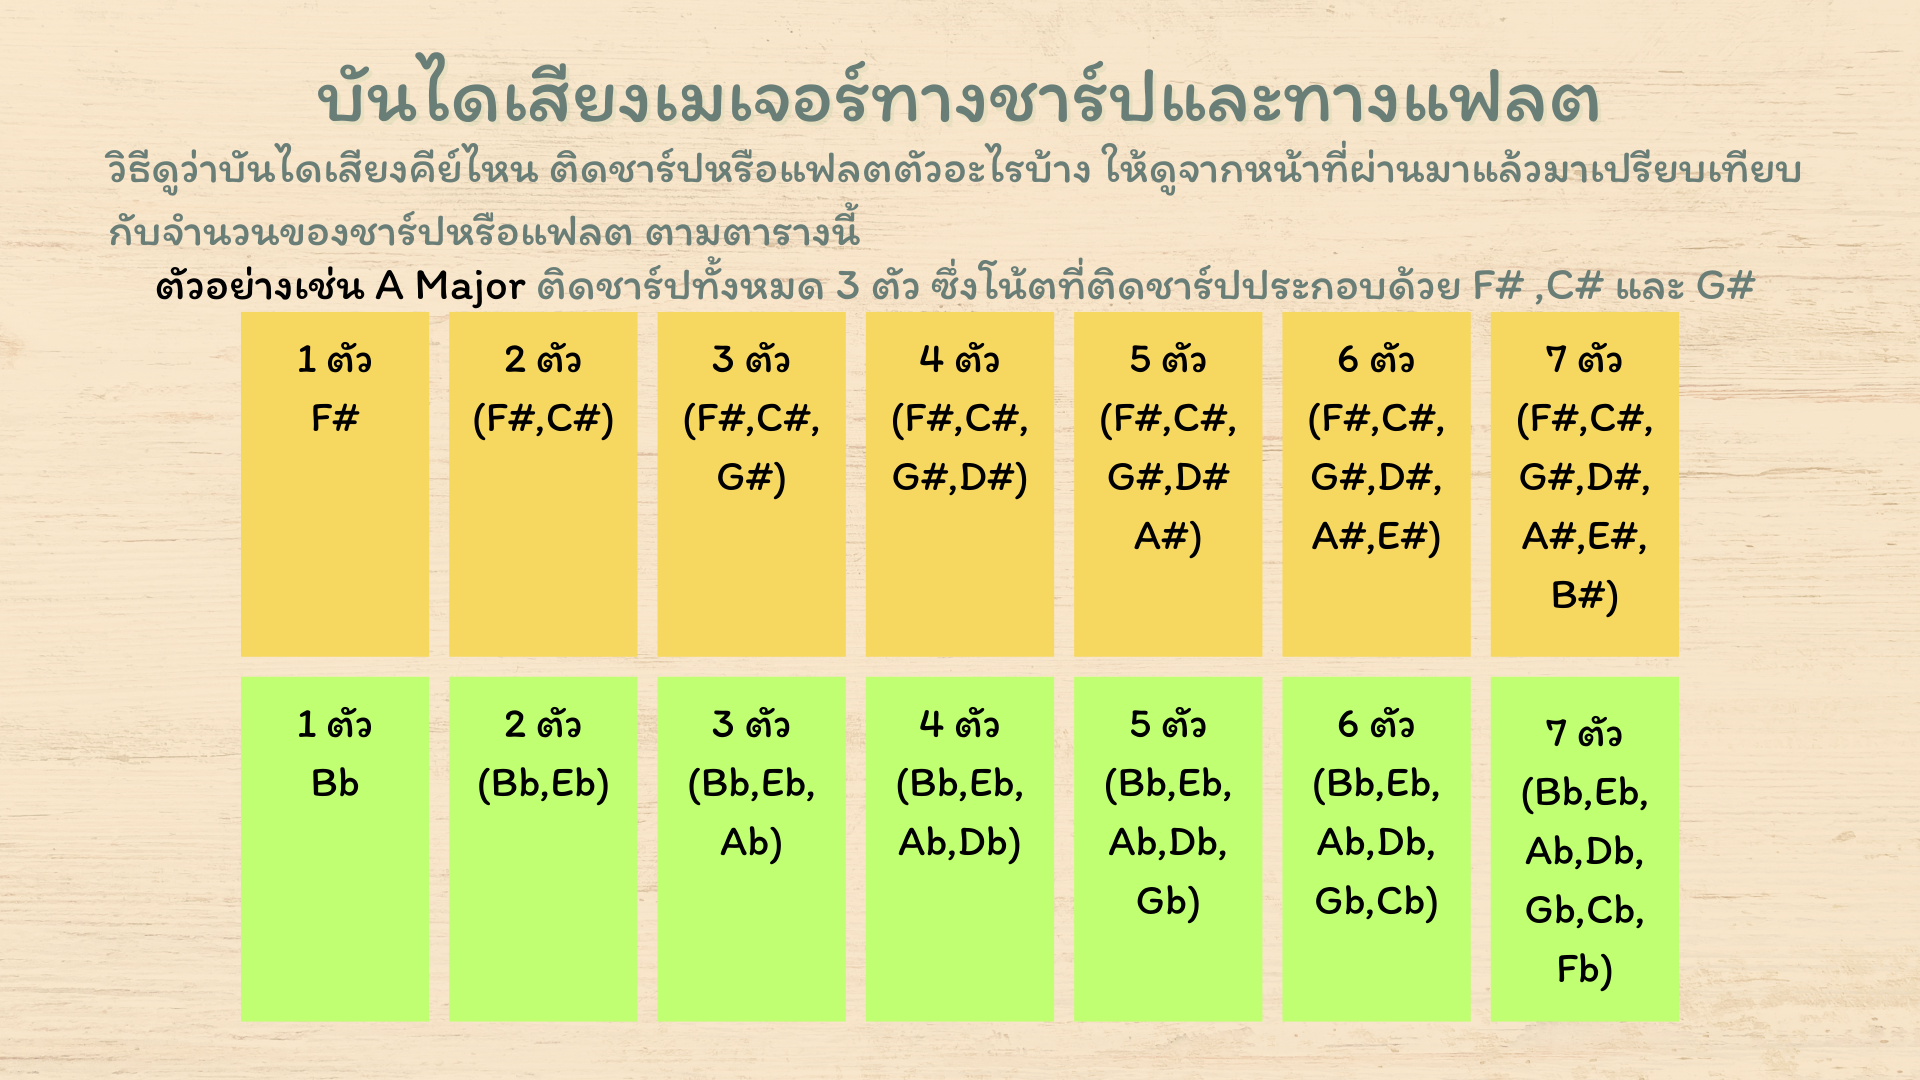 บันไดเสียงเมเจอร์ทางชาร์ปและทางแฟลต
วิธีดูว่าบันไดเสียงคีย์ไหน ติดชาร์ปหรือแฟลตตัวอะไรบ้าง ให้ดูจากหน้าที่ผ่านมาแล้วมาเปรียบเทียบ
กับจำนวนของชาร์ปหรือแฟลต ตามตารางนี้
ตัวอย่างเช่น A Major ติดชาร์ปทั้งหมด 3 ตัว ซึ่งโน้ตที่ติดชาร์ปประกอบด้วย F# ,C# และ G#
1 ตัว
F#
2 ตัว
(F#,C#)
3 ตัว
(F#,C#,
G#)
4 ตัว
(F#,C#,
G#,D#)
5 ตัว
(F#,C#,
G#,D#
A#)
6 ตัว
(F#,C#,
G#,D#,
A#,E#)
7 ตัว
(F#,C#,
G#,D#,
A#,E#,
B#)
1 ตัว
Bb
2 ตัว
(Bb,Eb)
3 ตัว
(Bb,Eb,
Ab)
4 ตัว
(Bb,Eb,
Ab,Db)
5 ตัว
(Bb,Eb,
Ab,Db,
Gb)
6 ตัว
(Bb,Eb,
Ab,Db,
Gb,Cb)
7 ตัว
(Bb,Eb,
Ab,Db,
Gb,Cb,
Fb)